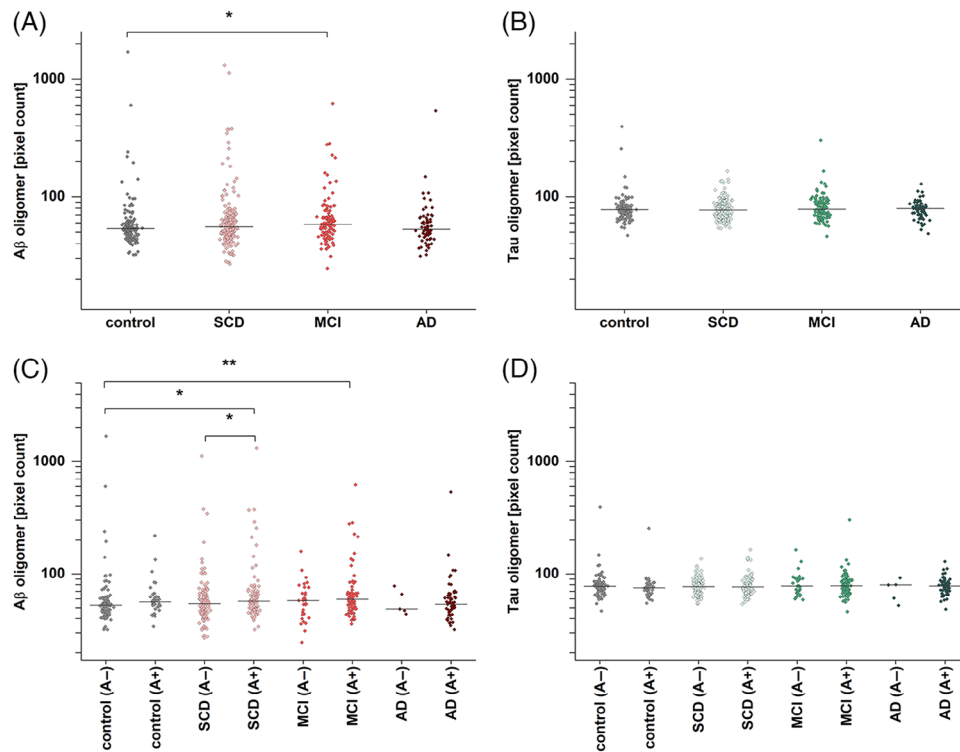 (A)
*
Aβ oligomer [pixel count]
1000
100
control SCD MCI AD
(B)
Tau oligomer [pixel count]
1000
100
control SCD MCI AD
(C)
**
*
*
Aβ oligomer [pixel count]
1000
100
control (A−) control (A+) SCD (A−) SCD (A+) MCI (A−) MCI (A+) AD (A−) AD (A+)
(D)
Tau oligomer [pixel count]
1000
100
control (A−) control (A+) SCD (A−) SCD (A+) MCI (A−) MCI (A+) AD (A−) AD (A+)